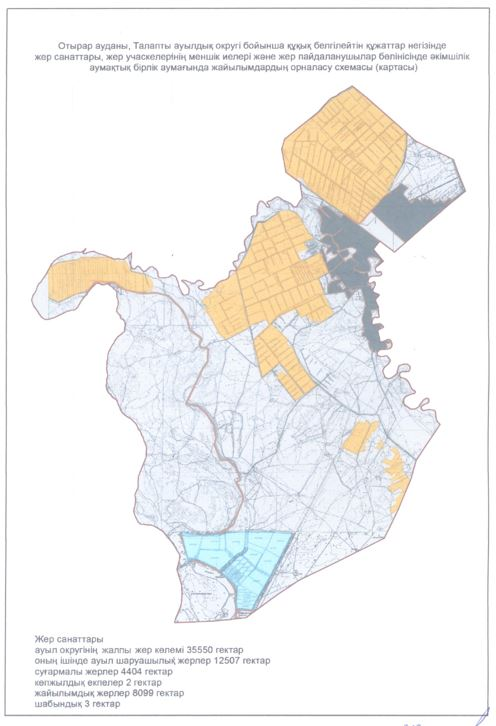 Отырар ауданы, Талапты ауылдық округі бойынша құқық белгілейтін құжаттар негізінде
жер санаттары, жер учаскелерінің меншік иелері және жер пайдаланушылар бөлінісінде әкімшілік
аумақтық бірлік аумағында жайылымдардың орналасу схемасы (картасы)
Жер санаттары
ауыл округінің жалпы жер көлемі 35550 гектар
оның ішінде ауыл шаруашылық жерлер 12507 гектар
суғармалы жерлер 4404 гектар
көпжылдық екпелер 2 гектар
жайылымдық жерлер 8099 гектар
шабындық 3 гектар